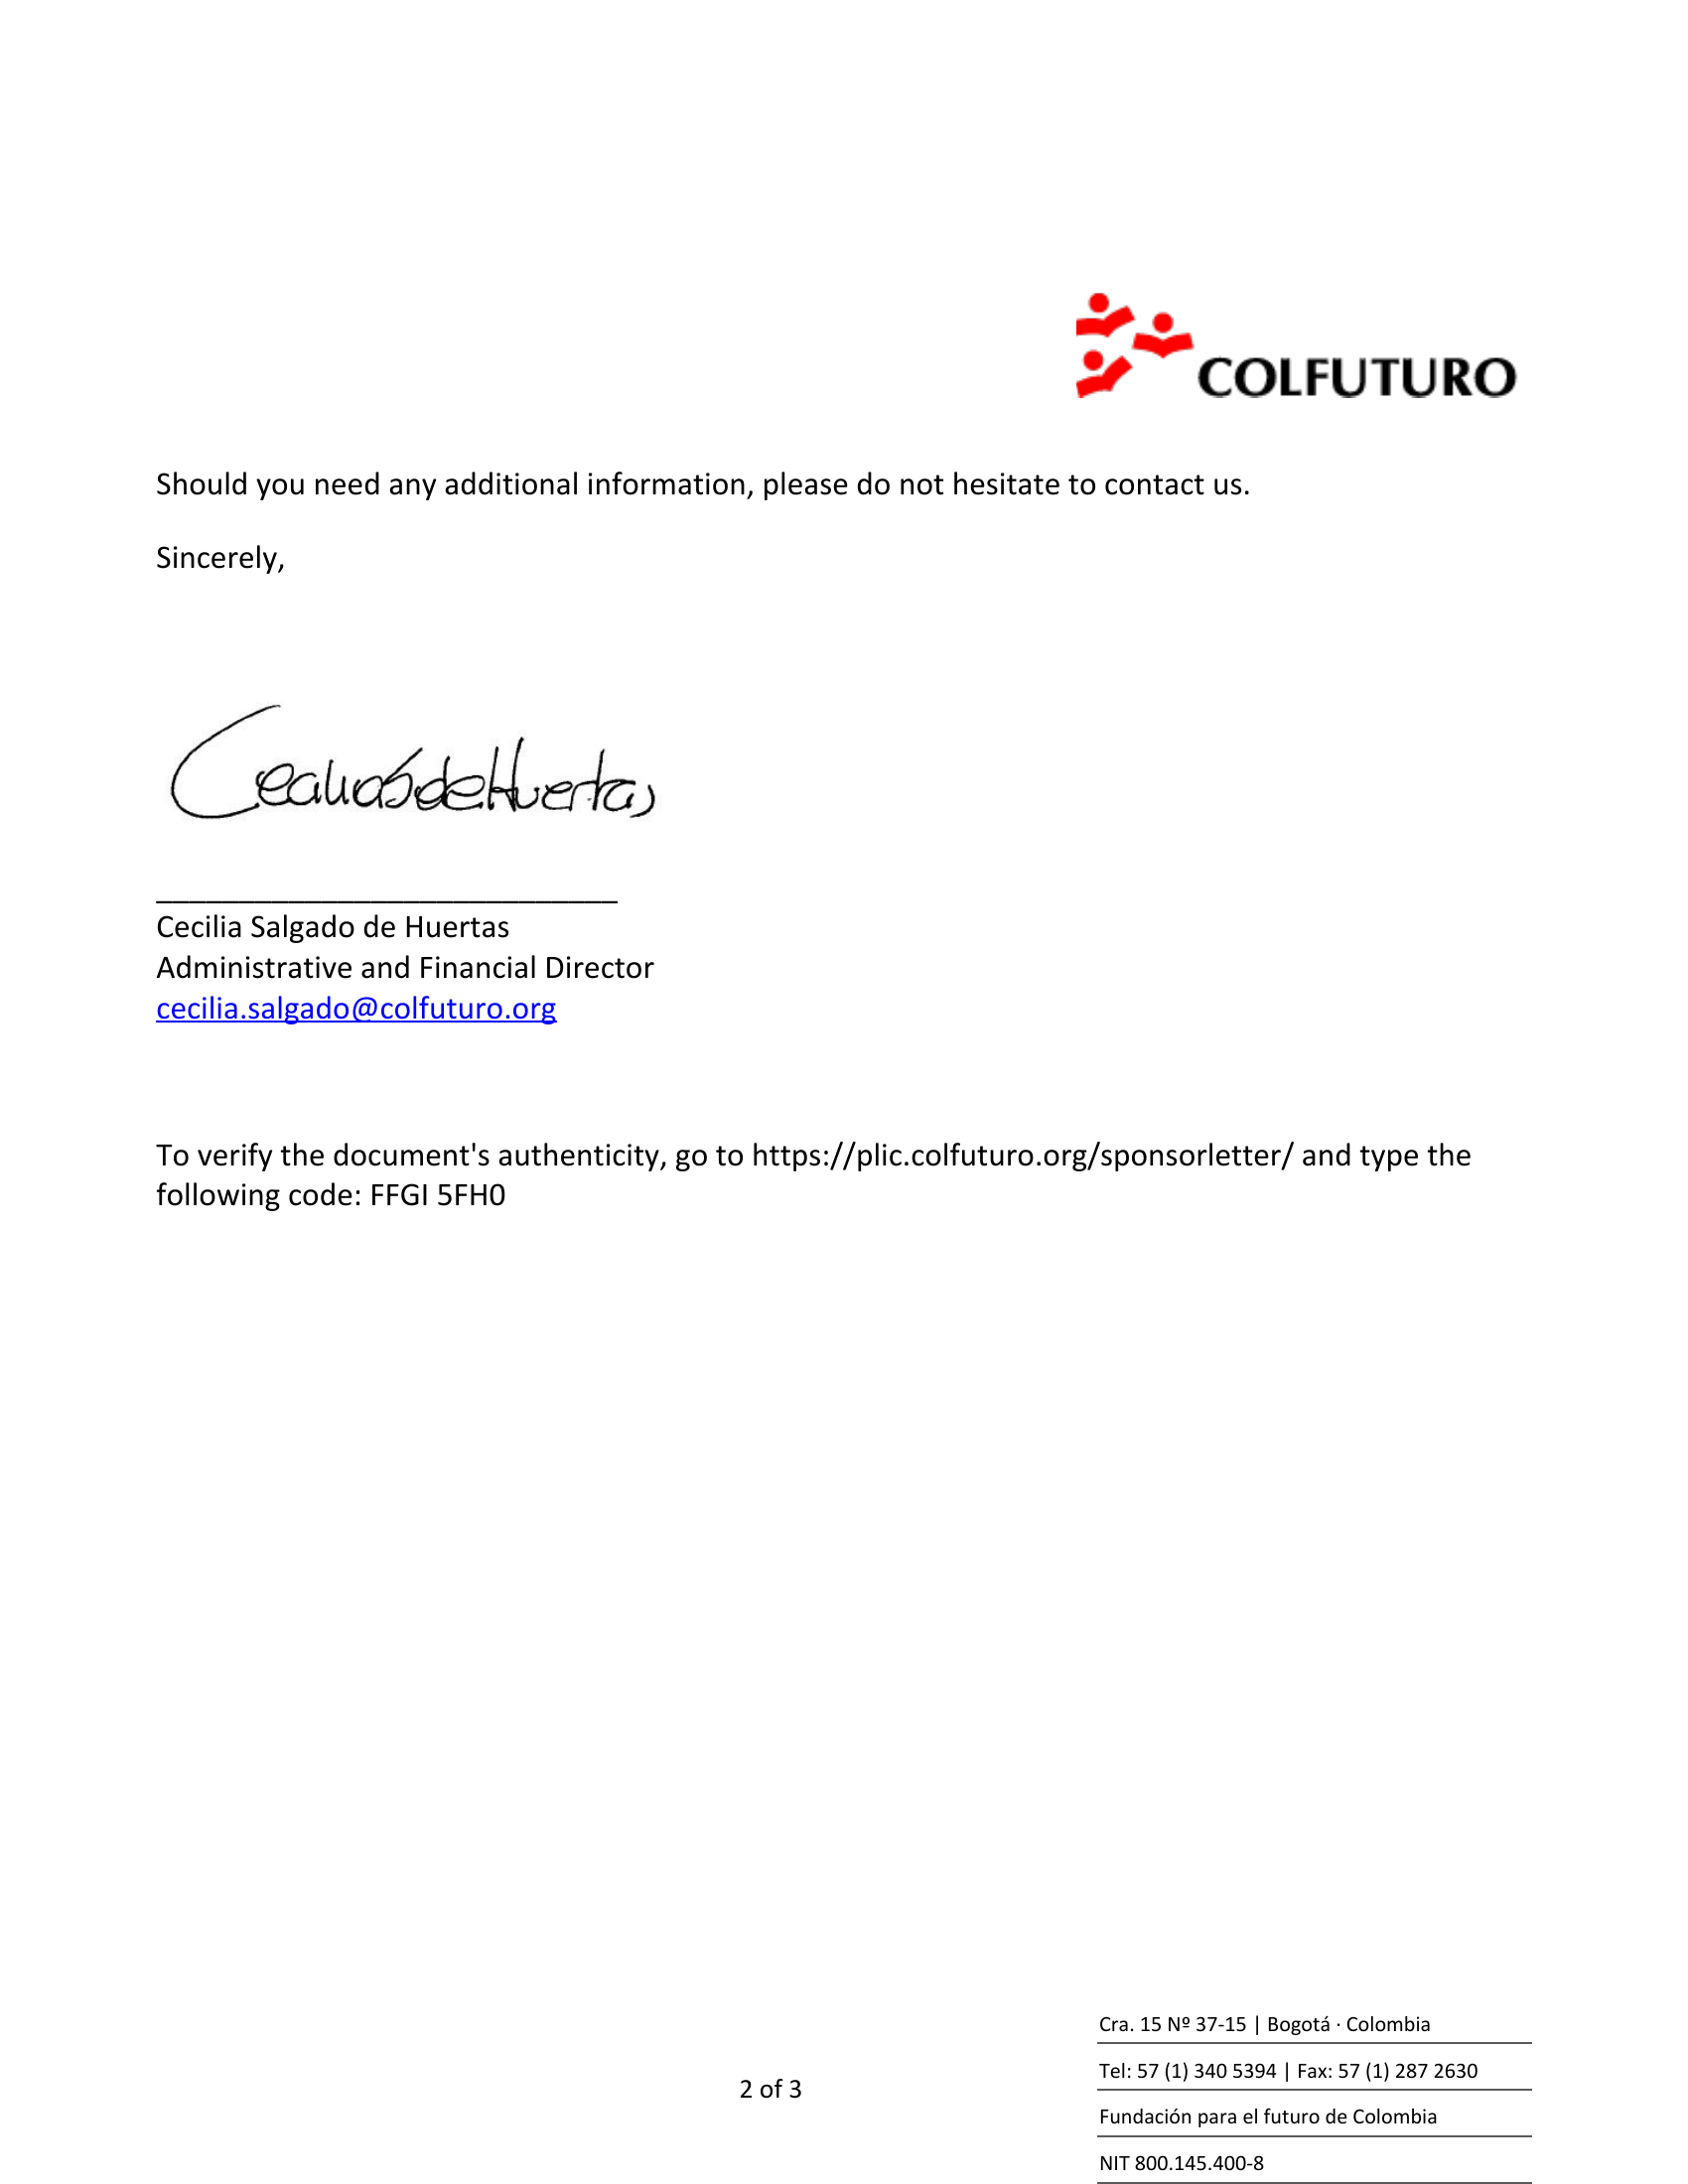 COLFUTURO
Should you need any additional information, please do not hesitate to contact us.
Sincerely,
Cecilia S de Huertas
___________________________
Cecilia Salgado de Huertas
Administrative and Financial Director
cecilia.salgado@colfuturo.org
To verify the document's authenticity, go to https://plic.colfuturo.org/sponsorletter/ and type the
following code: FFGI 5FH0
Cra. 15 Nº 37-15 | Bogotá · Colombia
Tel: 57 (1) 340 5394 | Fax: 57 (1) 287 2630
2 of 3
Fundación para el futuro de Colombia
NIT 800.145.400-8